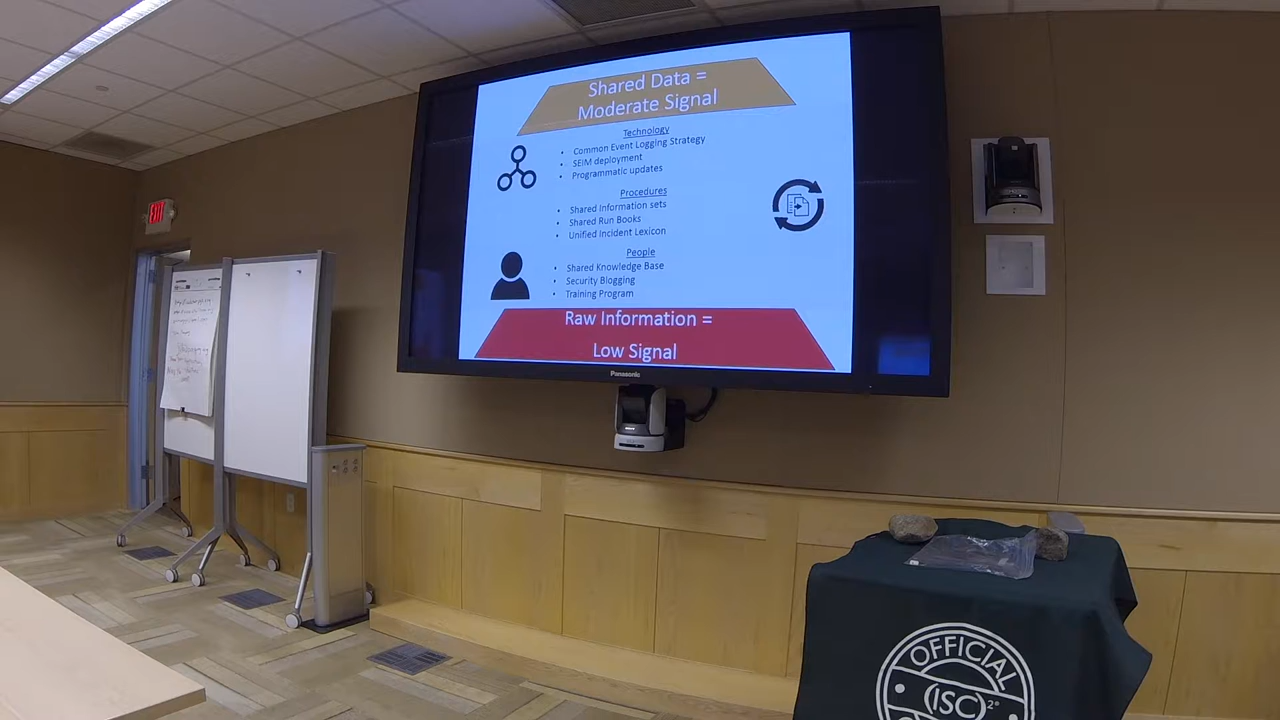 EXIT
Shared Data =
Moderate Signal
Technology
• Common Event Logging Strategy
• SEIM deployment
• Programmatic updates
Procedures
• Shared Information sets
• Shared Run Books
• Unified Incident Lexicon
People
• Shared Knowledge Base
• Security Blogging
• Training Program
Raw Information =
Low Signal
Panasonic
OFFICIAL
(ISC)²®